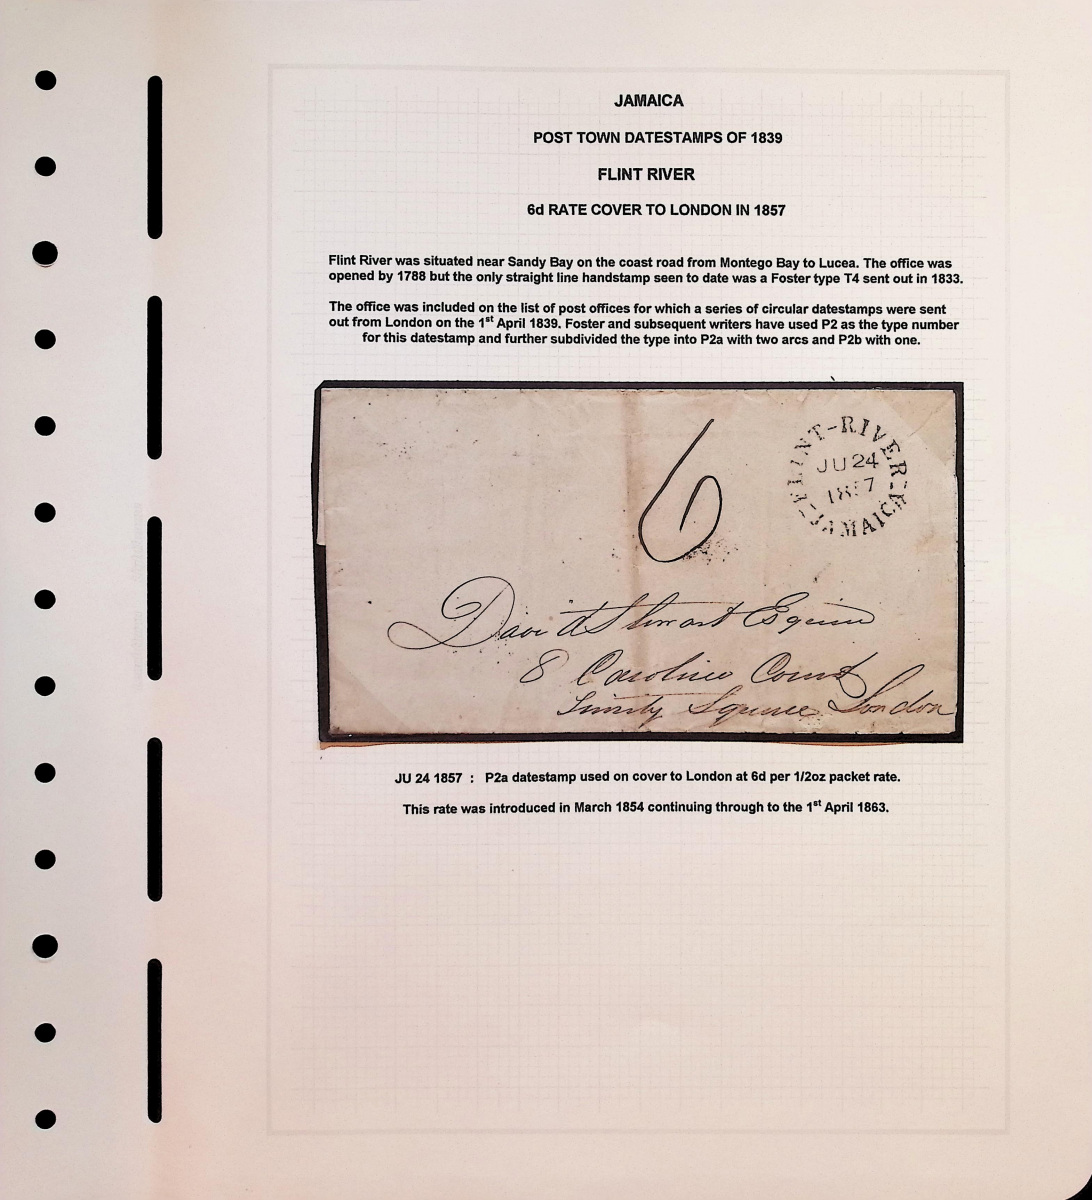 JAMAICA
POST TOWN DATESTAMPS OF 1839
FLINT RIVER
6d RATE COVER TO LONDON IN 1857
Flint River was situated near Sandy Bay on the coast road from Montego Bay to Lucea. The office was
opened by 1788 but the only straight line handstamp seen to date was a Foster type T4 sent out in 1833.
The office was included on the list of post offices for which a series of circular datestamps were sent
out from London on the 1st April 1839. Foster and subsequent writers have used P2 as the type number
for this datestamp and further subdivided the type into P2a with two arcs and P2b with one.
6
FLINT-RIVER
JU 24
1857
JAMAICA
David Stewart Esquire
8 Caroline Court
Trinity Square London
JU 24 1857 : P2a datestamp used on cover to London at 6d per 1/2oz packet rate.
This rate was introduced in March 1854 continuing through to the 1st April 1863.